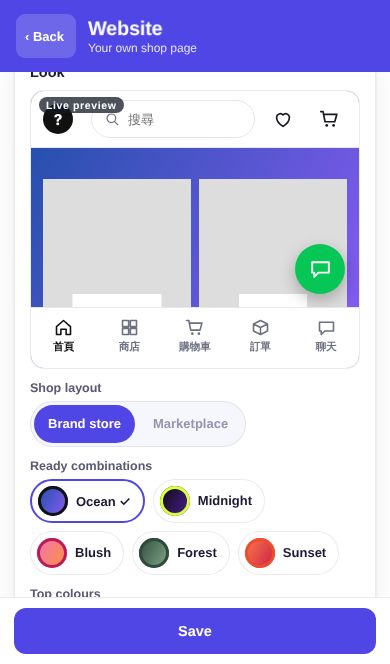 ‹ Back
Website
Your own shop page
Look
Live preview
?
搜尋
首頁
商店
購物車
訂單
聊天
Shop layout
Brand store
Marketplace
Ready combinations
Ocean ✓
Midnight
Blush
Forest
Sunset
Top colours
Save